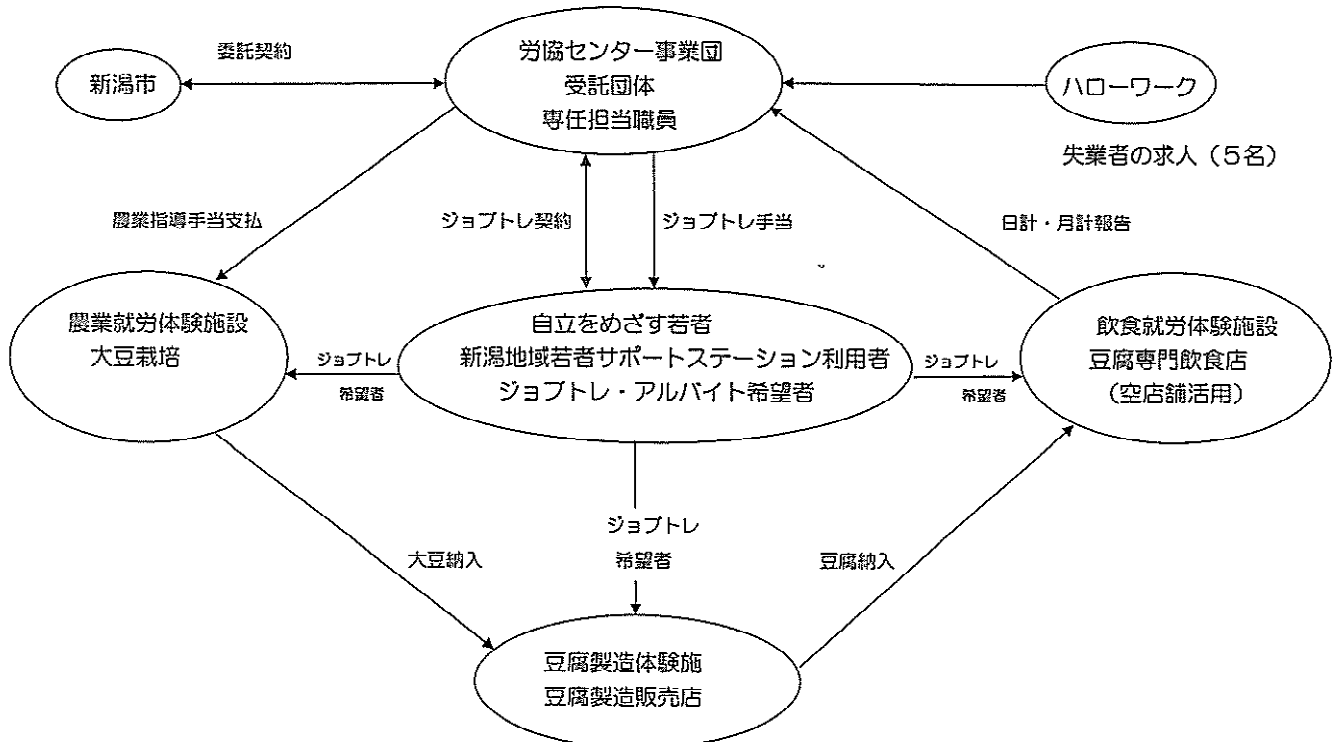 委託契約
新潟市
労協センター事業団
受託団体
専任担当職員
ハローワーク
失業者の求人（5名）
農業指導手当支払
ジョブトレ契約
ジョブトレ手当
日計・月計報告
農業就労体験施設
大豆栽培
ジョブトレ
希望者
自立をめざす若者
新潟地域若者サポートステーション利用者
ジョブトレ・アルバイト希望者
ジョブトレ
希望者
飲食就労体験施設
豆腐専門飲食店
（空店舗活用）
大豆納入
ジョブトレ
希望者
豆腐納入
豆腐製造体験施
豆腐製造販売店